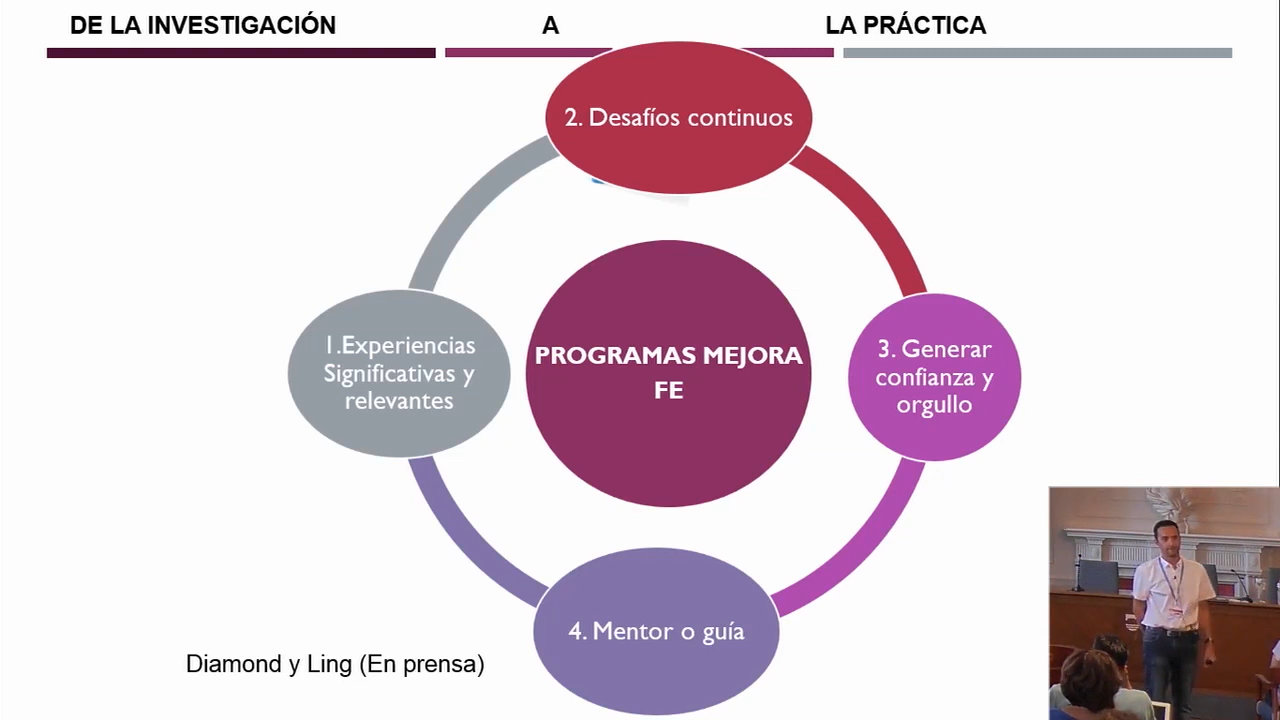 DE LA INVESTIGACIÓN A LA PRÁCTICA
2. Desafíos continuos
1.Experiencias
Significativas y
relevantes
PROGRAMAS MEJORA
FE
3. Generar
confianza y
orgullo
4. Mentor o guía
Diamond y Ling (En prensa)